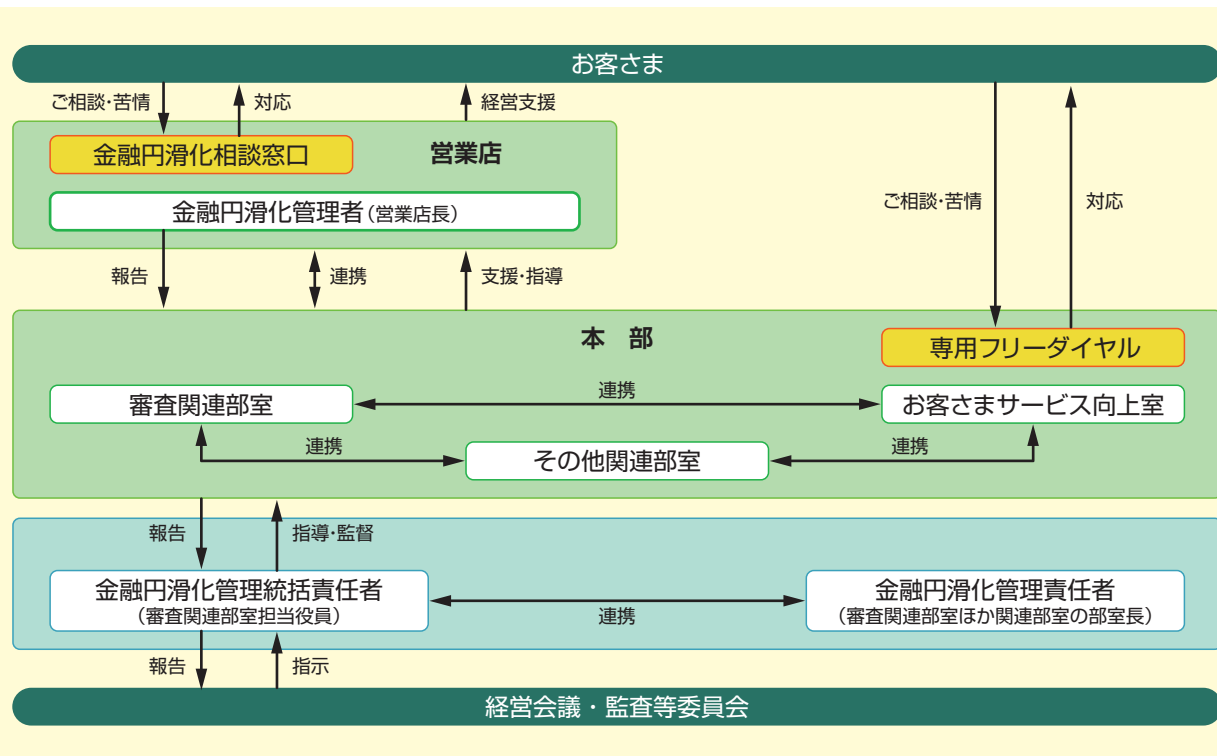 お客さま
ご相談・苦情
対応
経営支援
金融円滑化相談窓口
営業店
金融円滑化管理者(営業店長)
ご相談・苦情
対応
報告
連携
支援・指導
本 部
専用フリーダイヤル
審査関連部室
連携
お客さまサービス向上室
連携
その他関連部室
連携
報告
指導・監督
金融円滑化管理統括責任者
(審査関連部室担当役員)
連携
金融円滑化管理責任者
(審査関連部室ほか関連部室の部室長)
報告
指示
経営会議・監査等委員会